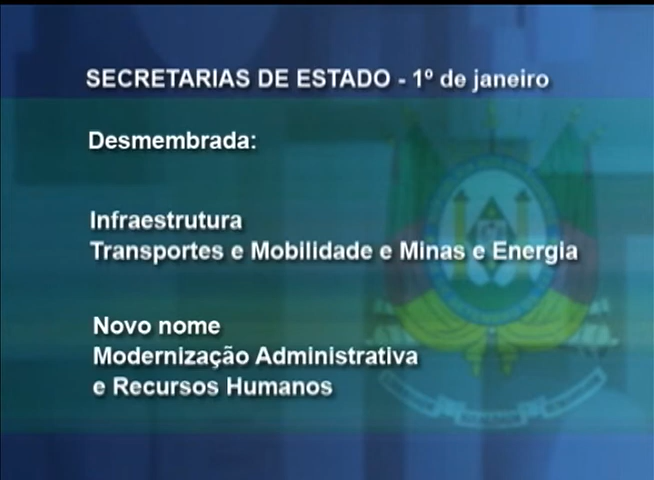 SECRETARIAS DE ESTADO - 1º de janeiro
Desmembrada:
Infraestrutura
Transportes e Mobilidade e Minas e Energia
Novo nome
Modernização Administrativa
e Recursos Humanos